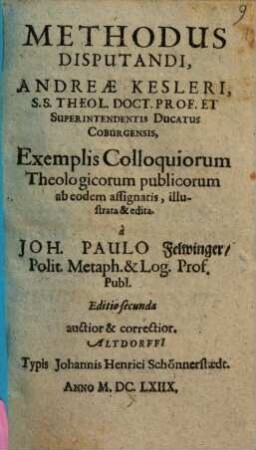 9
METHODUS
DISPUTANDI,
ANDREÆ KESLERI,
S.S. THEOL. DOCT. PROF. ET
SUPERINTENDENTIS DUCATUS
COBURGENSIS,
Exemplis Colloquiorum
Theologicorum publicorum
ab eodem assignatis, illu-
strata & edita.
à
JOH. PAULO Felwinger/
Polit. Metaph. & Log. Prof.
Publ.
Editio secunda
auctior & correctior.
ALTDORFFI
Typis Johannis Henrici Schönnerstædt.
ANNO M. DC. LXIIX.